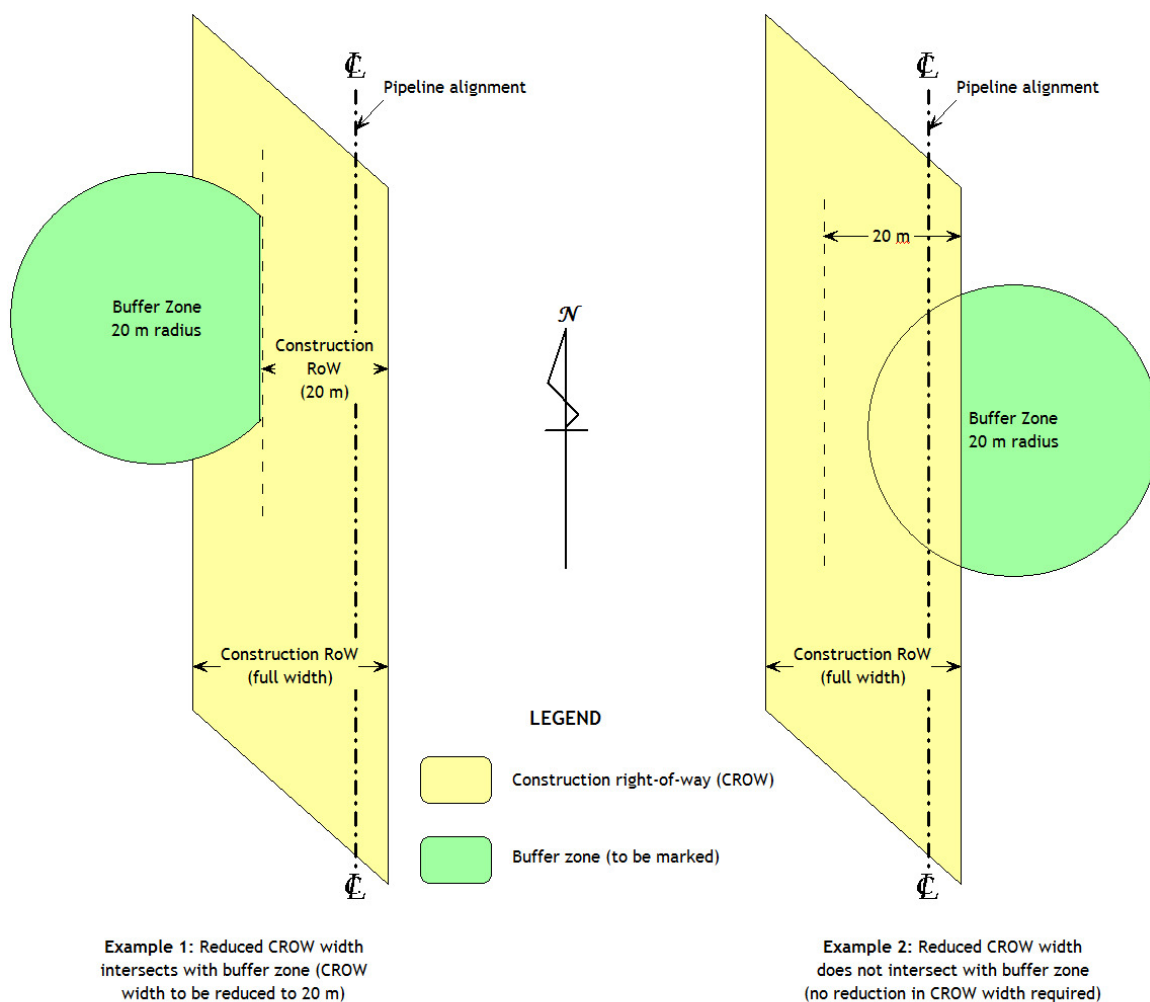 ℄
Pipeline alignment
Buffer Zone
20 m radius
Construction
RoW
(20 m)
Construction RoW
(full width)
℄
Example 1: Reduced CROW width
intersects with buffer zone (CROW
width to be reduced to 20 m)
N
LEGEND
Construction right-of-way (CROW)
Buffer zone (to be marked)
℄
Pipeline alignment
20 m
Buffer Zone
20 m radius
Construction RoW
(full width)
℄
Example 2: Reduced CROW width
does not intersect with buffer zone
(no reduction in CROW width required)